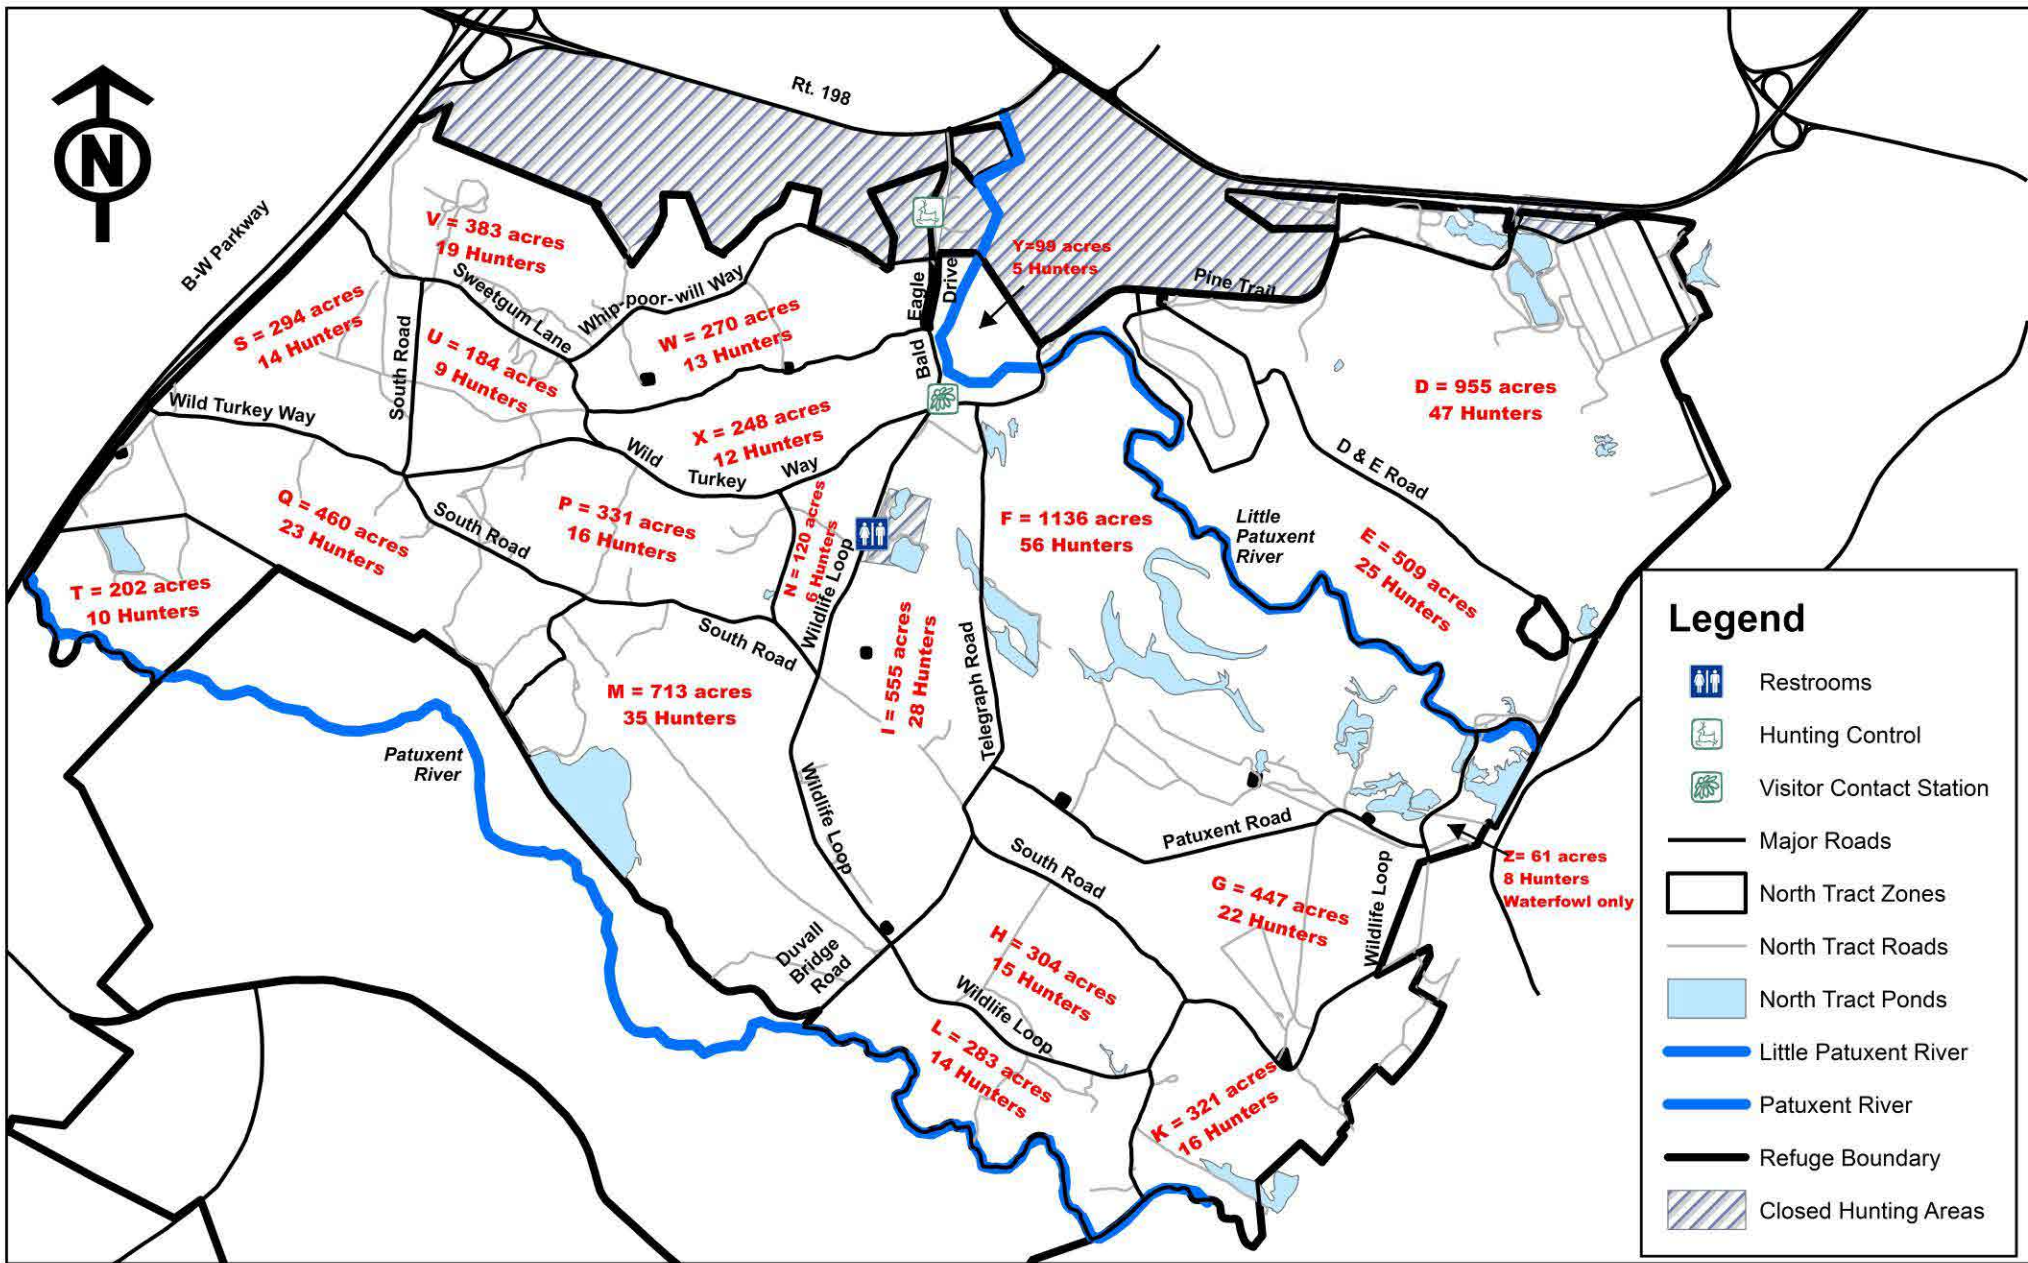 Rt. 198
N
B-W Parkway
V = 383 acres
19 Hunters
Y=99 acres
5 Hunters
Pine Trail
Sweetgum Lane
Whip-poor-will Way
Bald Eagle Drive
S = 294 acres
14 Hunters
South Road
U = 184 acres
9 Hunters
W = 270 acres
13 Hunters
D = 955 acres
47 Hunters
Wild Turkey Way
X = 248 acres
12 Hunters
Wild Turkey Way
D & E Road
Q = 460 acres
23 Hunters
South Road
P = 331 acres
16 Hunters
N = 120 acres
6 Hunters
Wildlife Loop
F = 1136 acres
56 Hunters
Little
Patuxent
River
E = 509 acres
25 Hunters
T = 202 acres
10 Hunters
South Road
I = 555 acres
28 Hunters
Telegraph Road
M = 713 acres
35 Hunters
Patuxent
River
Wildlife Loop
Patuxent Road
South Road
Wildlife Loop
Z= 61 acres
8 Hunters
Waterfowl only
G = 447 acres
22 Hunters
H = 304 acres
15 Hunters
Duvall
Bridge
Road
Wildlife Loop
L = 283 acres
14 Hunters
K = 321 acres
16 Hunters
Legend
Restrooms
Hunting Control
Visitor Contact Station
Major Roads
North Tract Zones
North Tract Roads
North Tract Ponds
Little Patuxent River
Patuxent River
Refuge Boundary
Closed Hunting Areas